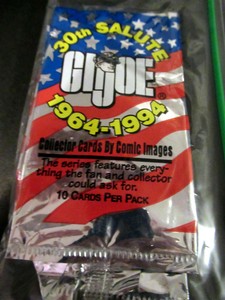 30th SALUTE
GIJOE®
1964-1994
Collector Cards By Comic Images
The series features every-
thing the fan and collector
could ask for.
10 CARDS PER PACK